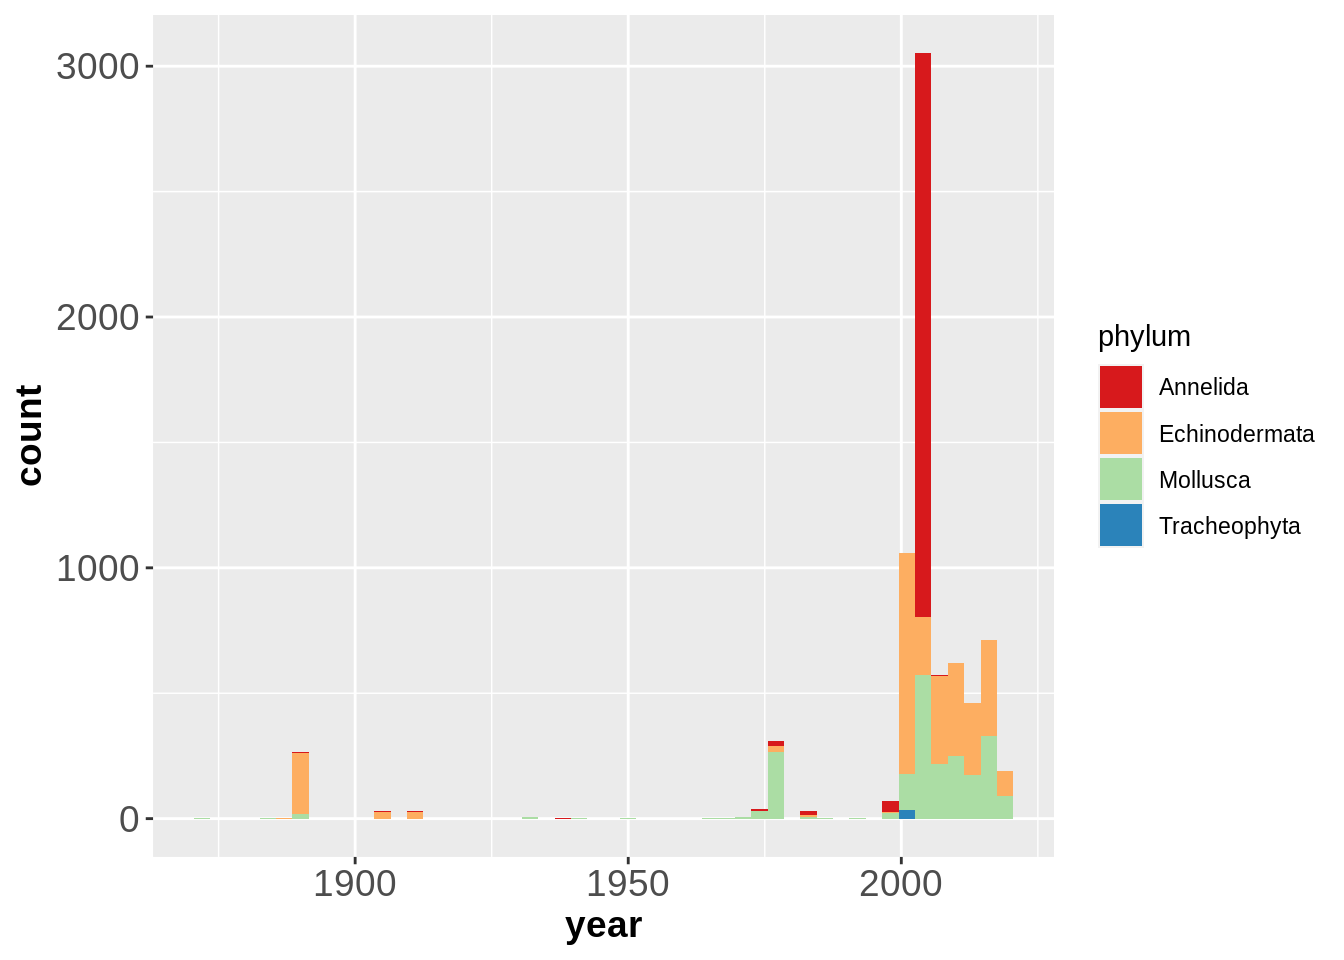 3000
2000
1000
0
count
1900 1950 2000
year
phylum
Annelida
Echinodermata
Mollusca
Tracheophyta